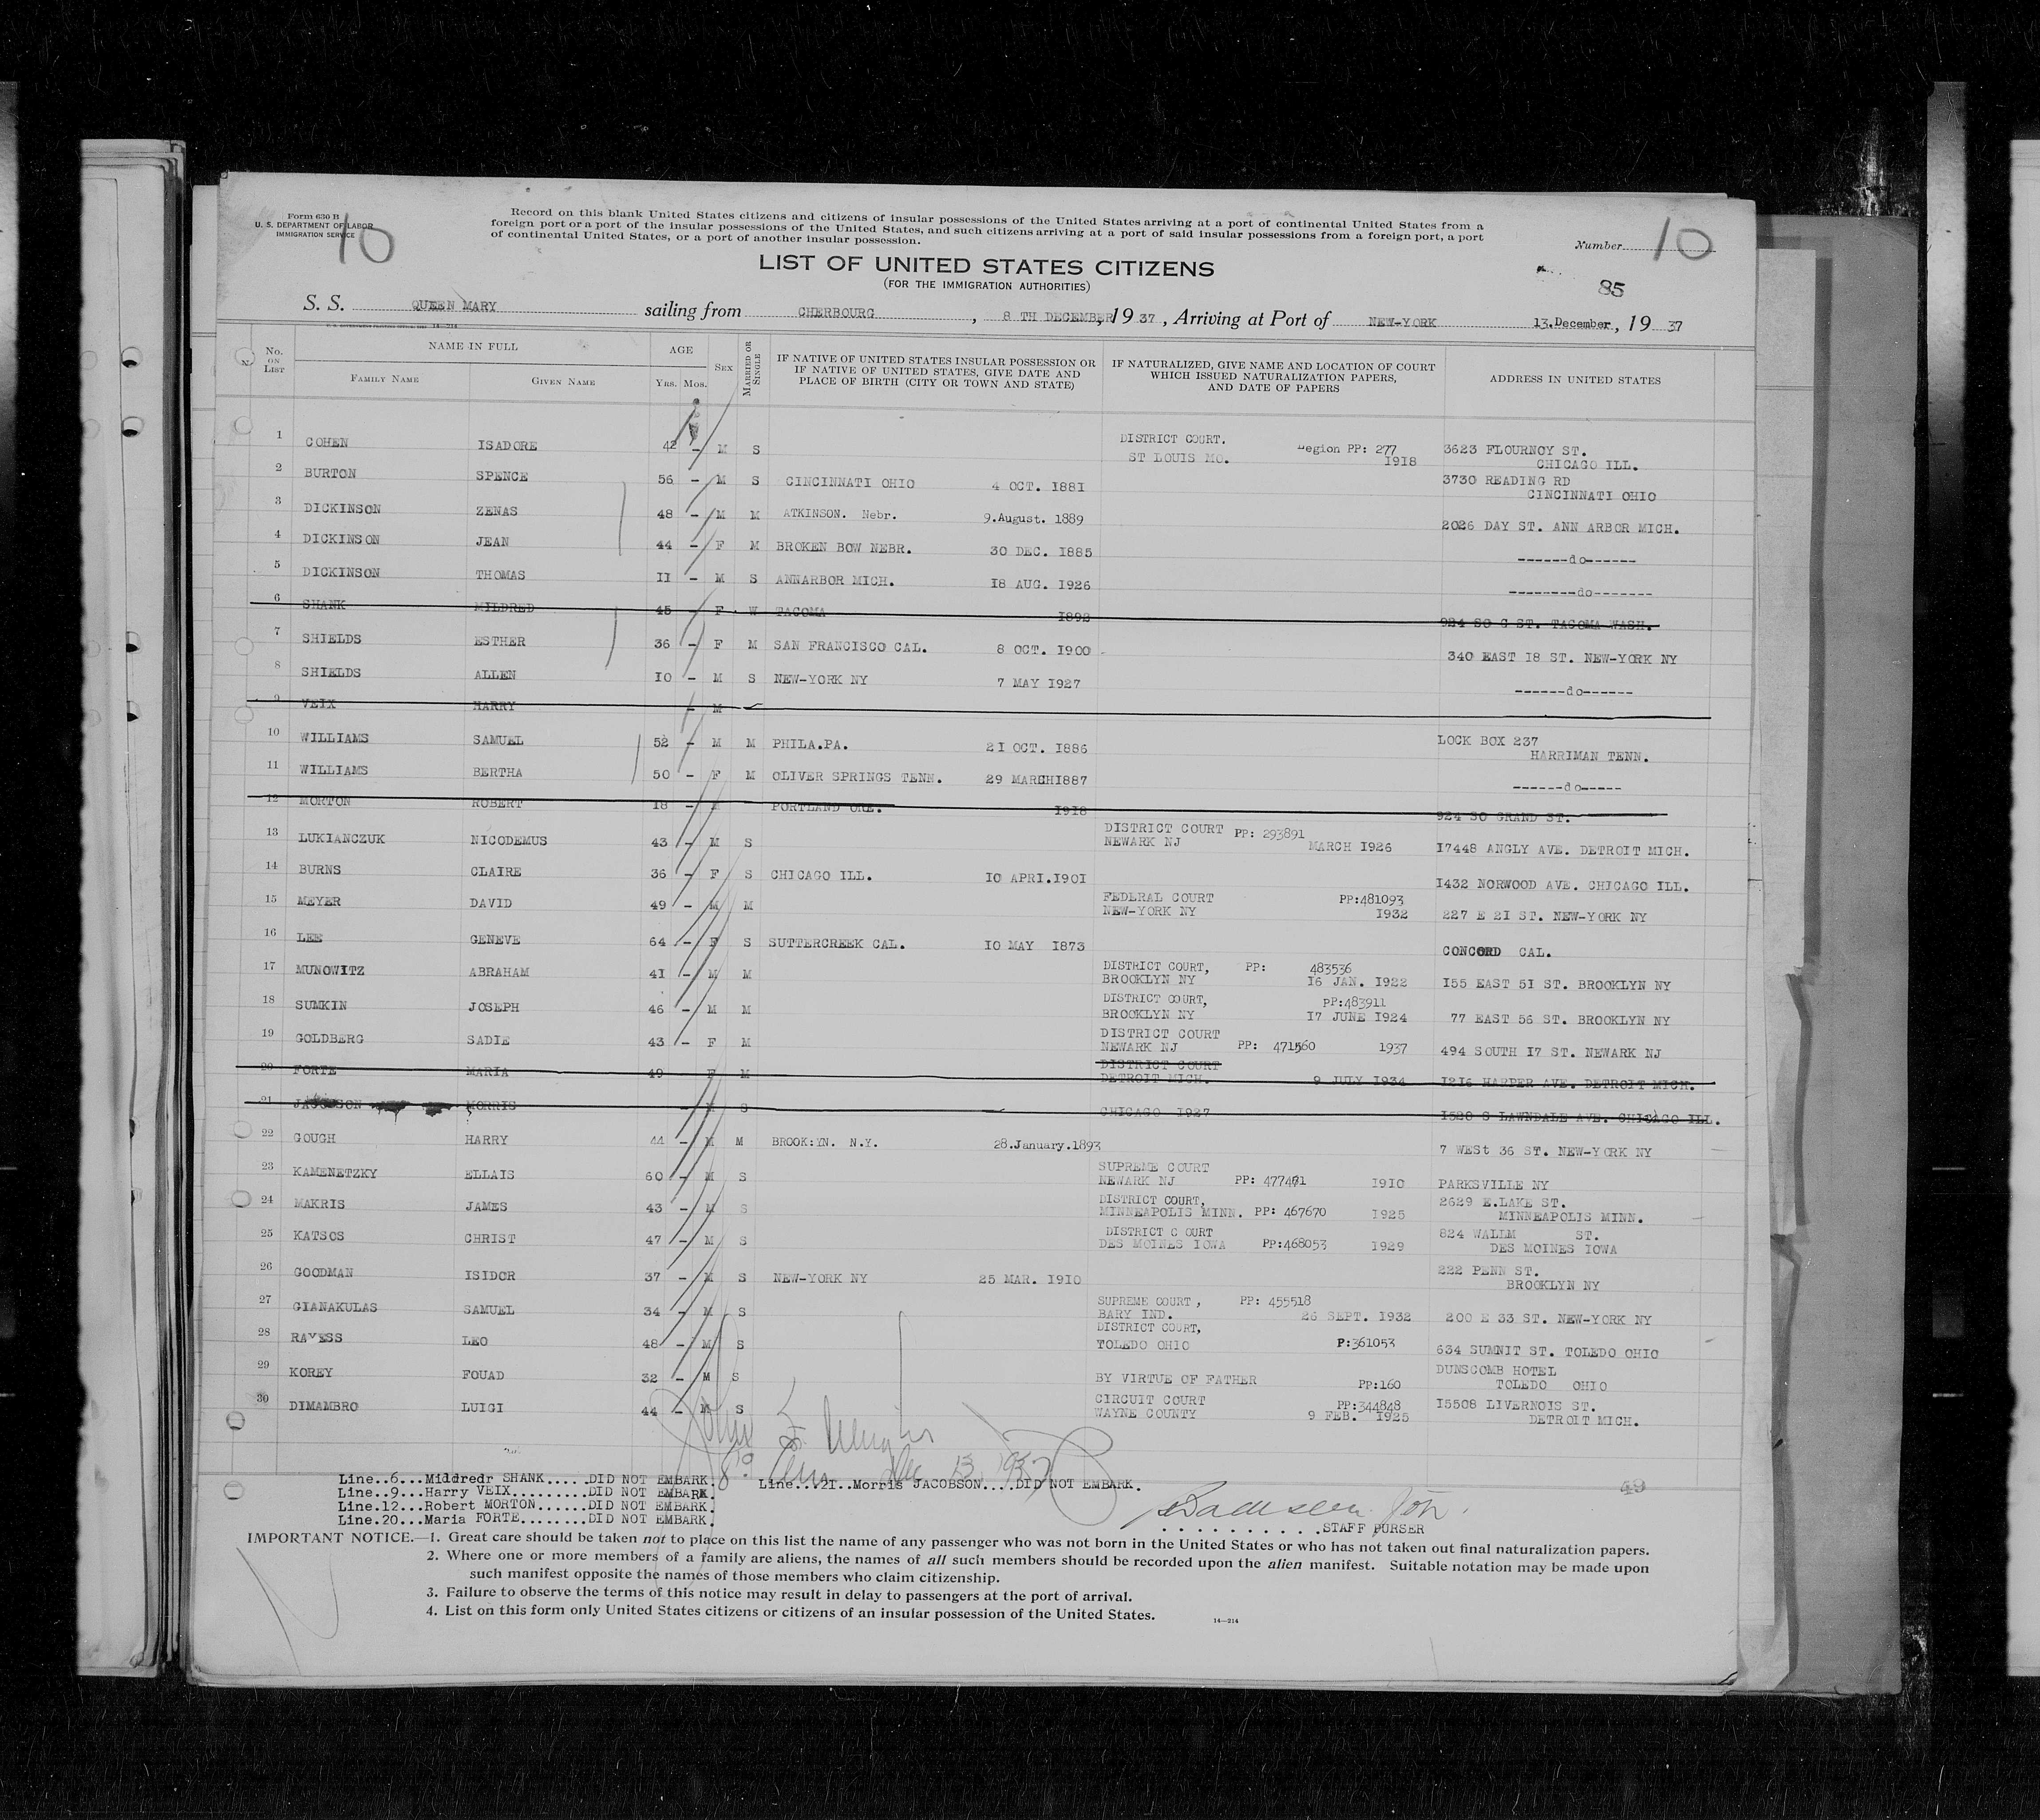 Form 630 B
U. S. DEPARTMENT OF LABOR
IMMIGRATION SERVICE
10
Record on this blank United States citizens and citizens of insular possessions of the United States arriving at a port of continental United States from a
foreign port or a port of the insular possessions of the United States, and such citizens arriving at a port of said insular possessions from a foreign port, a port
of continental United States, or a port of another insular possession.
Number 10
LIST OF UNITED STATES CITIZENS
(FOR THE IMMIGRATION AUTHORITIES)
85
S. S. QUEEN MARY sailing from CHERBOURG , 8 TH DECEMBER, 19 37 , Arriving at Port of NEW-YORK 13.December , 19 37
No. ON LIST
NAME IN FULL
FAMILY NAME GIVEN NAME
AGE
Yrs. Mos.
SEX
MARRIED OR SINGLE
IF NATIVE OF UNITED STATES INSULAR POSSESSION OR
IF NATIVE OF UNITED STATES, GIVE DATE AND
PLACE OF BIRTH (CITY OR TOWN AND STATE)
IF NATURALIZED, GIVE NAME AND LOCATION OF COURT
WHICH ISSUED NATURALIZATION PAPERS,
AND DATE OF PAPERS
ADDRESS IN UNITED STATES
1 COHEN ISADORE 42 - M S DISTRICT COURT. ST LOUIS MO. Legion PP: 277 1918 3623 FLOURNOY ST. CHICAGO ILL.
2 BURTON SPENCE 56 - M S CINCINNATI OHIO 4 OCT. 1881 3730 READING RD CINCINNATI OHIO
3 DICKINSON ZENAS 48 - M M ATKINSON. Nebr. 9.August. 1889 2026 DAY ST. ANN ARBOR MICH.
4 DICKINSON JEAN 44 - F M BROKEN BOW NEBR. 30 DEC. 1885 ------do------
5 DICKINSON THOMAS 11 - M S ANNARBOR MICH. 18 AUG. 1926 --------do-------
6 SHANK MILDRED 45 - F W TACOMA 1892 924 SO G ST. TACOMA WASH.
7 SHIELDS ESTHER 36 - F M SAN FRANCISCO CAL. 8 OCT. 1900 340 EAST 18 ST. NEW-YORK NY
8 SHIELDS ALLEN 10 - M S NEW-YORK NY 7 MAY 1927 ------do------
9 VEIX HARRY - M
10 WILLIAMS SAMUEL 52 - M M PHILA.PA. 21 OCT. 1886 LOCK BOX 237 HARRIMAN TENN.
11 WILLIAMS BERTHA 50 - F M OLIVER SPRINGS TENN. 29 MARCH1887 ------do-----
12 MORTON ROBERT 18 - M PORTLAND ORE. 1918 924 SO GRAND ST.
13 LUKIANCZUK NICODEMUS 43 - M S DISTRICT COURT NEWARK NJ PP: 293891 MARCH 1926 17448 ANGLY AVE. DETROIT MICH.
14 BURNS CLAIRE 36 - F S CHICAGO ILL. 10 APRI.1901 1432 NORWOOD AVE. CHICAGO ILL.
15 MEYER DAVID 49 - M M FEDERAL COURT NEW-YORK NY PP:481093 1932 227 E 21 ST. NEW-YORK NY
16 LEE GENEVE 64 - F S SUTTERCREEK CAL. 10 MAY 1873 CONCORD CAL.
17 MUNOWITZ ABRAHAM 41 - M M DISTRICT COURT, BROOKLYN NY PP: 483536 16 JAN. 1922 155 EAST 51 ST. BROOKLYN NY
18 SUMKIN JOSEPH 46 - M M DISTRICT COURT, BROOKLYN NY PP:483911 17 JUNE 1924 77 EAST 56 ST. BROOKLYN NY
19 GOLDBERG SADIE 43 - F M DISTRICT COURT NEWARK NJ PP: 471560 1937 494 SOUTH 17 ST. NEWARK NJ
20 FORTE MARIA 49 F M DISTRICT COURT DETROIT MICH. 9 JULY 1934 1216 HARPER AVE. DETROIT MICH.
21 JACOBSON MORRIS - M S CHICAGO 1927 1520 S LAWNDALE AVE. CHICAGO ILL.
22 GOUGH HARRY 44 - M M BROOK:YN. N.Y. 28.January.1893 7 WESt 36 ST. NEW-YORK NY
23 KAMENETZKY ELLAIS 60 - M S SUPREME COURT NEWARK NJ PP: 477491 1910 PARKSVILLE NY
24 MAKRIS JAMES 43 - M S DISTRICT COURT, MINNEAPOLIS MINN. PP: 467670 1925 2629 E.LAKE ST. MINNEAPOLIS MINN.
25 KATSOS CHRIST 47 - M S DISTRICT C OURT DES MOINES IOWA PP:468053 1929 824 WALLM ST. DES MOINES IOWA
26 GOODMAN ISIDOR 37 - M S NEW-YORK NY 25 MAR. 1910 222 PENN ST. BROOKLYN NY
27 GIANAKULAS SAMUEL 34 - M S SUPREME COURT, BARY IND. PP: 455518 26 SEPT. 1932 200 E 33 ST. NEW-YORK NY
28 RAVESS LEO 48 - M S DISTRICT COURT, TOLEDO OHIO P:361053 634 SUMNIT ST. TOLEDO OHIO
29 KOREY FOUAD 32 - M S BY VIRTUE OF FATHER PP:160 DUNSCOMB HOTEL TOLEDO OHIO
30 DIMAMBRO LUIGI 44 - M S CIRCUIT COURT WAYNE COUNTY PP:344848 9 FEB. 1925 15508 LIVERNOIS ST. DETROIT MICH.
Dec 13, 1937
Line..6...Mildredr SHANK.....DID NOT EMBARK.
Line..9...Harry VEIX.........DID NOT EMBARK.
Line.12...Robert MORTON......DID NOT EMBARK.
Line.20...Maria FORTE........DID NOT EMBARK.
Line...21..Morris JACOBSON....DID NOT EMBARK.
49
..........STAFF PURSER
IMPORTANT NOTICE.—1. Great care should be taken not to place on this list the name of any passenger who was not born in the United States or who has not taken out final naturalization papers.
2. Where one or more members of a family are aliens, the names of all such members should be recorded upon the alien manifest. Suitable notation may be made upon
such manifest opposite the names of those members who claim citizenship.
3. Failure to observe the terms of this notice may result in delay to passengers at the port of arrival.
4. List on this form only United States citizens or citizens of an insular possession of the United States.
14—214